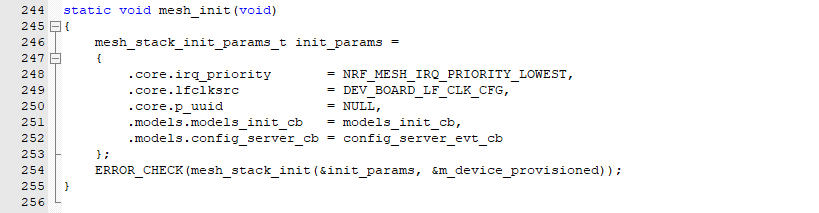 244 static void mesh_init(void)
245 {
246     mesh_stack_init_params_t init_params =
247     {
248         .core.irq_priority       = NRF_MESH_IRQ_PRIORITY_LOWEST,
249         .core.lfclksrc           = DEV_BOARD_LF_CLK_CFG,
250         .core.p_uuid             = NULL,
251         .models.models_init_cb   = models_init_cb,
252         .models.config_server_cb = config_server_evt_cb
253     };
254     ERROR_CHECK(mesh_stack_init(&init_params, &m_device_provisioned));
255 }
256